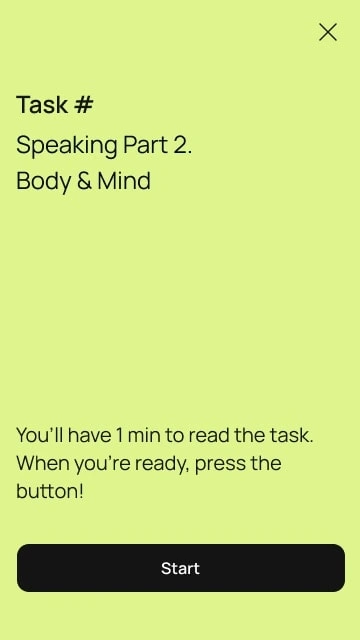 Task #
Speaking Part 2.
Body & Mind
You'll have 1 min to read the task.
When you're ready, press the
button!
Start